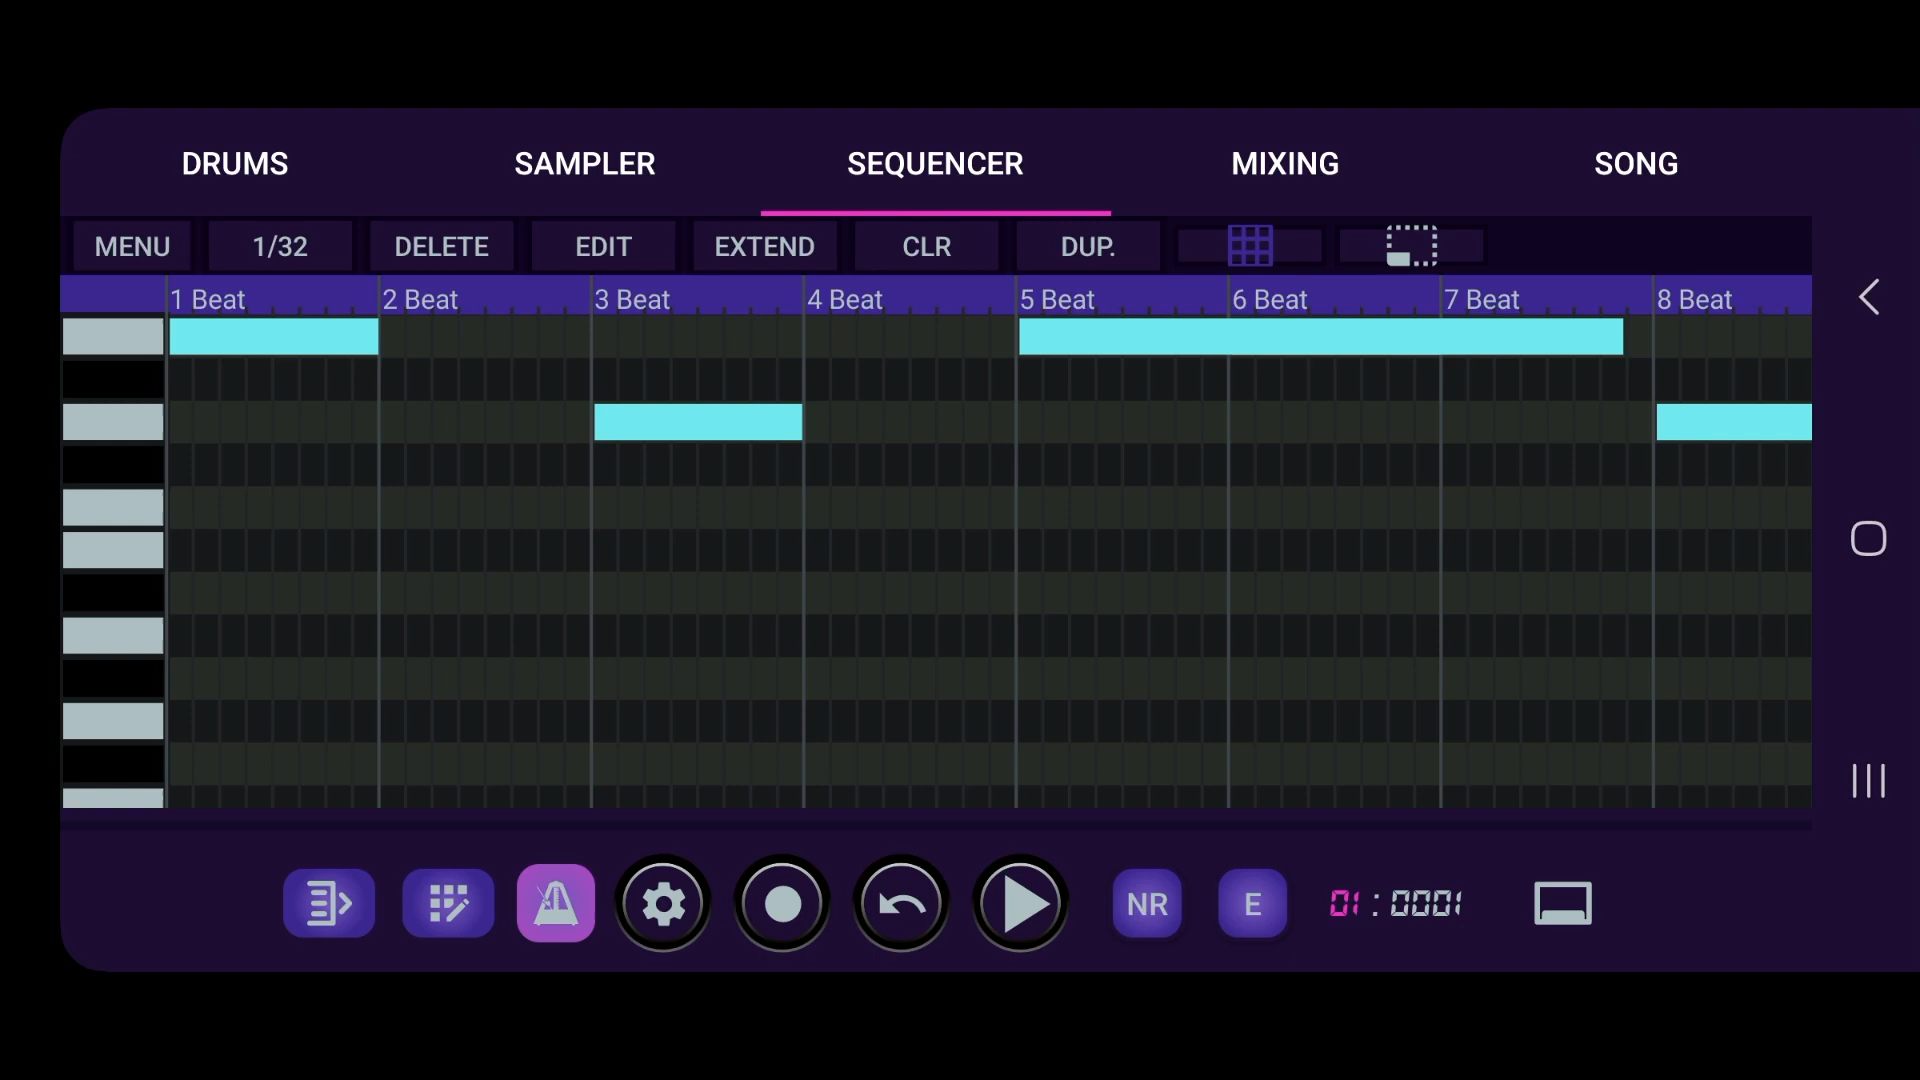 DRUMS SAMPLER SEQUENCER MIXING SONG
MENU 1/32 DELETE EDIT EXTEND CLR DUP.
1 Beat 2 Beat 3 Beat 4 Beat 5 Beat 6 Beat 7 Beat 8 Beat
NR E 01:0001